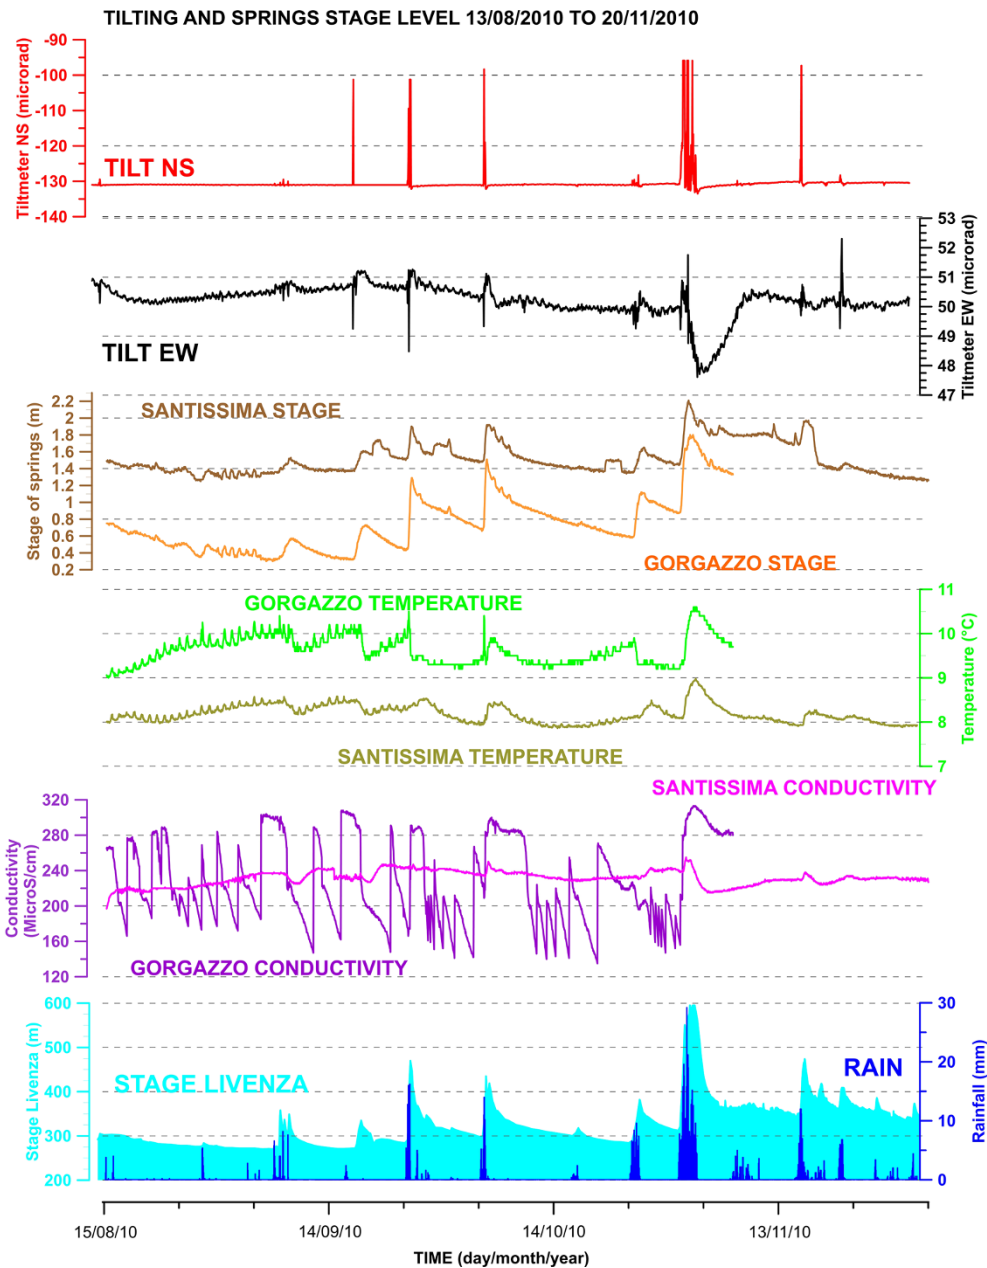 TILTING AND SPRINGS STAGE LEVEL 13/08/2010 TO 20/11/2010
Tiltmeter NS (microrad)
-90
-100
-110
-120
-130
-140
TILT NS
TILT EW
53
52
51
50
49
48
47
Tiltmeter EW (microrad)
Stage of springs (m)
2.2
2
1.8
1.6
1.4
1.2
1
0.8
0.6
0.4
0.2
SANTISSIMA STAGE
GORGAZZO STAGE
GORGAZZO TEMPERATURE
SANTISSIMA TEMPERATURE
11
10
9
8
7
Temperature (°C)
SANTISSIMA CONDUCTIVITY
Conductivity
(MicroS/cm)
320
280
240
200
160
120
GORGAZZO CONDUCTIVITY
Stage Livenza (m)
600
500
400
300
200
STAGE LIVENZA
RAIN
30
20
10
0
Rainfall (mm)
15/08/10
14/09/10
14/10/10
13/11/10
TIME (day/month/year)